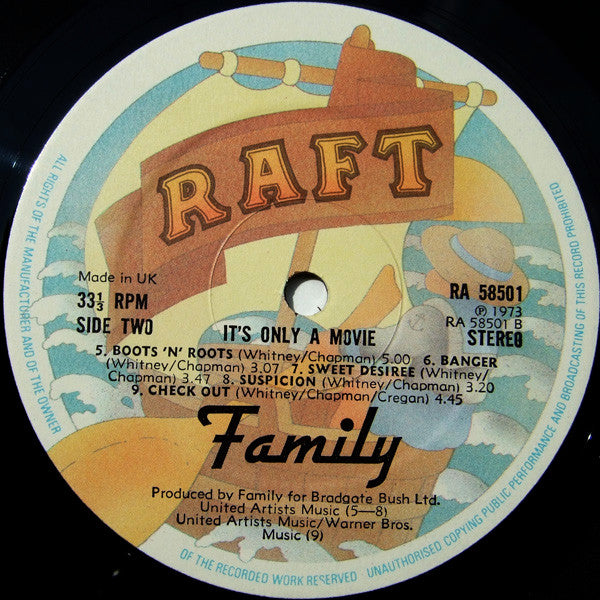 RAFT
Made in UK
33⅓ RPM
SIDE TWO
RA 58501
Ⓟ 1973
RA 58501 B
STEREO
IT'S ONLY A MOVIE
5. BOOTS 'N' ROOTS (Whitney/Chapman) 5.00 6. BANGER
(Whitney/Chapman) 3.07 7. SWEET DESIREE (Whitney/
Chapman) 3.47 8. SUSPICION (Whitney/Chapman) 3.20
9. CHECK OUT (Whitney/Chapman/Cregan) 4.45
Family
Produced by Family for Bradgate Bush Ltd.
United Artists Music (5—8)
United Artists Music/Warner Bros.
Music (9)
ALL RIGHTS OF THE MANUFACTURER AND OF THE OWNER
OF THE RECORDED WORK RESERVED
UNAUTHORISED COPYING PUBLIC PERFORMANCE AND BROADCASTING OF THIS RECORD PROHIBITED